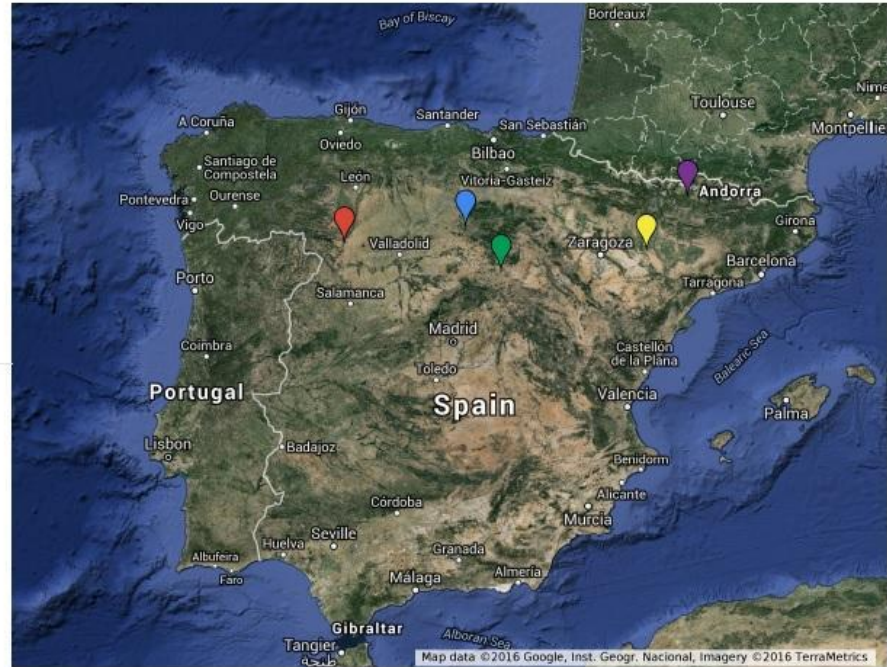 Bay of Biscay
Bordeaux
Toulouse
Nime
Montpellier
A Coruña
Gijón
Santander
San Sebastián
Oviedo
Bilbao
Santiago de
Compostela
León
Vitoria-Gasteiz
Andorra
Pontevedra
Ourense
Vigo
Girona
Valladolid
Zaragoza
Barcelona
Porto
Salamanca
Tarragona
Madrid
Coimbra
Castellón
de la Plana
Balearic Sea
Toledo
Portugal
Spain
Valencia
Palma
Lisbon
Badajoz
Benidorm
Alicante
Córdoba
Murcia
Huelva
Seville
Granada
Albufeira
Faro
Almería
Málaga
Gibraltar
Alboran Sea
Tangier
طنجة
Map data ©2016 Google, Inst. Geogr. Nacional, Imagery ©2016 TerraMetrics